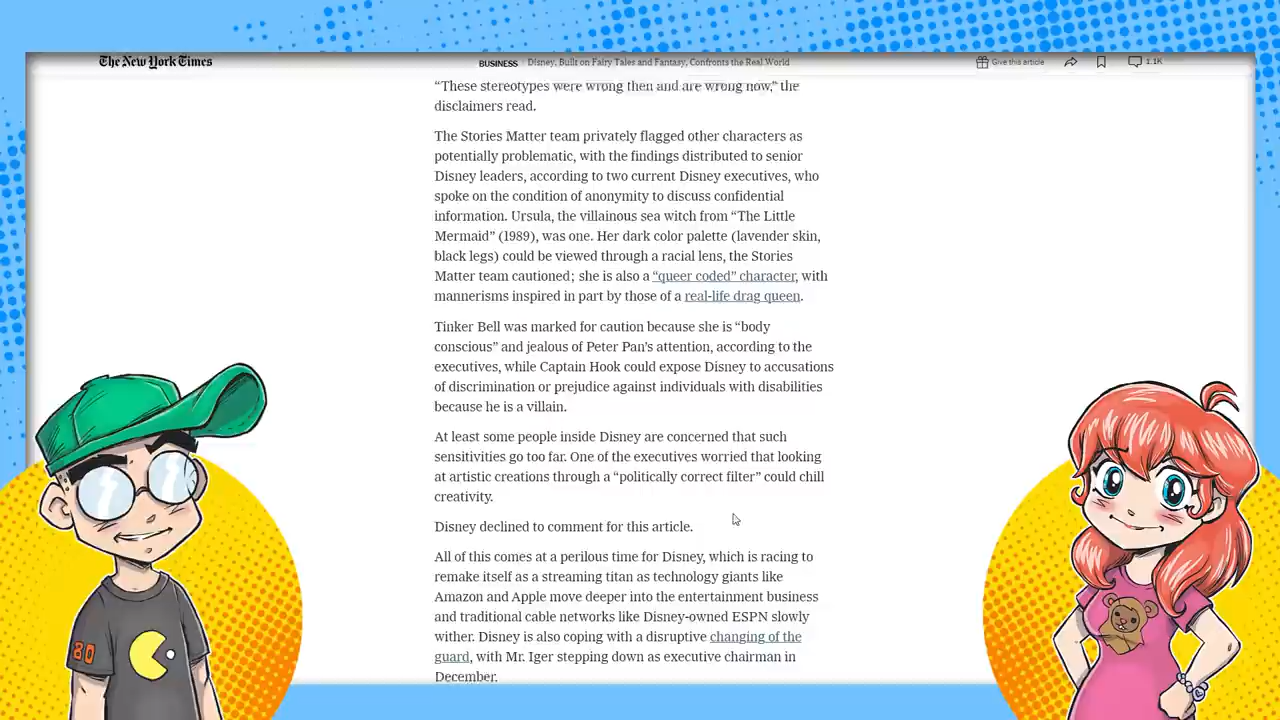 The New York Times
BUSINESS · Disney, Built on Fairy Tales and Fantasy, Confronts the Real World
Give this article
1.1K
“These stereotypes were wrong then and are wrong now,” the
disclaimers read.
The Stories Matter team privately flagged other characters as
potentially problematic, with the findings distributed to senior
Disney leaders, according to two current Disney executives, who
spoke on the condition of anonymity to discuss confidential
information. Ursula, the villainous sea witch from “The Little
Mermaid” (1989), was one. Her dark color palette (lavender skin,
black legs) could be viewed through a racial lens, the Stories
Matter team cautioned; she is also a “queer coded” character, with
mannerisms inspired in part by those of a real-life drag queen.
Tinker Bell was marked for caution because she is “body
conscious” and jealous of Peter Pan’s attention, according to the
executives, while Captain Hook could expose Disney to accusations
of discrimination or prejudice against individuals with disabilities
because he is a villain.
At least some people inside Disney are concerned that such
sensitivities go too far. One of the executives worried that looking
at artistic creations through a “politically correct filter” could chill
creativity.
Disney declined to comment for this article.
All of this comes at a perilous time for Disney, which is racing to
remake itself as a streaming titan as technology giants like
Amazon and Apple move deeper into the entertainment business
and traditional cable networks like Disney-owned ESPN slowly
wither. Disney is also coping with a disruptive changing of the
guard, with Mr. Iger stepping down as executive chairman in
December.
80